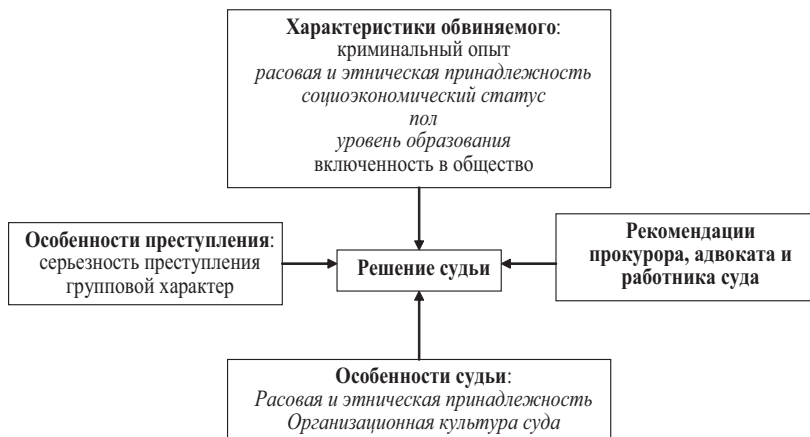 Характеристики обвиняемого:
криминальный опыт
расовая и этническая принадлежность
социоэкономический статус
пол
уровень образования
включенность в общество
Особенности преступления:
серьезность преступления
групповой характер
Решение судьи
Рекомендации
прокурора, адвоката и
работника суда
Особенности судьи:
Расовая и этническая принадлежность
Организационная культура суда